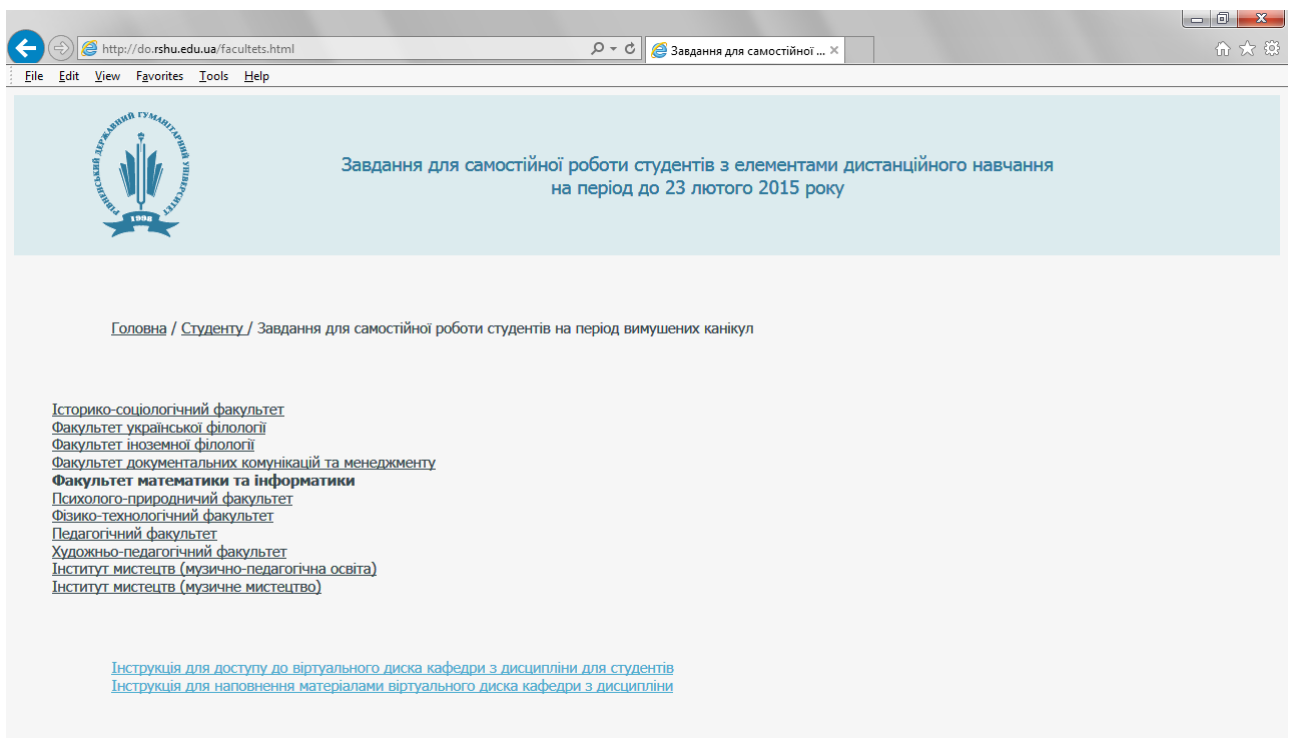 http://do.rshu.edu.ua/facultets.html
Завдання для самостійної ...
File Edit View Favorites Tools Help
РІВНЕНСЬКИЙ ДЕРЖАВНИЙ ГУМАНІТАРНИЙ УНІВЕРСИТЕТ
1998
Завдання для самостійної роботи студентів з елементами дистанційного навчання
на період до 23 лютого 2015 року
Головна / Студенту / Завдання для самостійної роботи студентів на період вимушених канікул
Історико-соціологічний факультет
Факультет української філології
Факультет іноземної філології
Факультет документальних комунікацій та менеджменту
Факультет математики та інформатики
Психолого-природничий факультет
Фізико-технологічний факультет
Педагогічний факультет
Художньо-педагогічний факультет
Інститут мистецтв (музично-педагогічна освіта)
Інститут мистецтв (музичне мистецтво)
Інструкція для доступу до віртуального диска кафедри з дисципліни для студентів
Інструкція для наповнення матеріалами віртуального диска кафедри з дисципліни